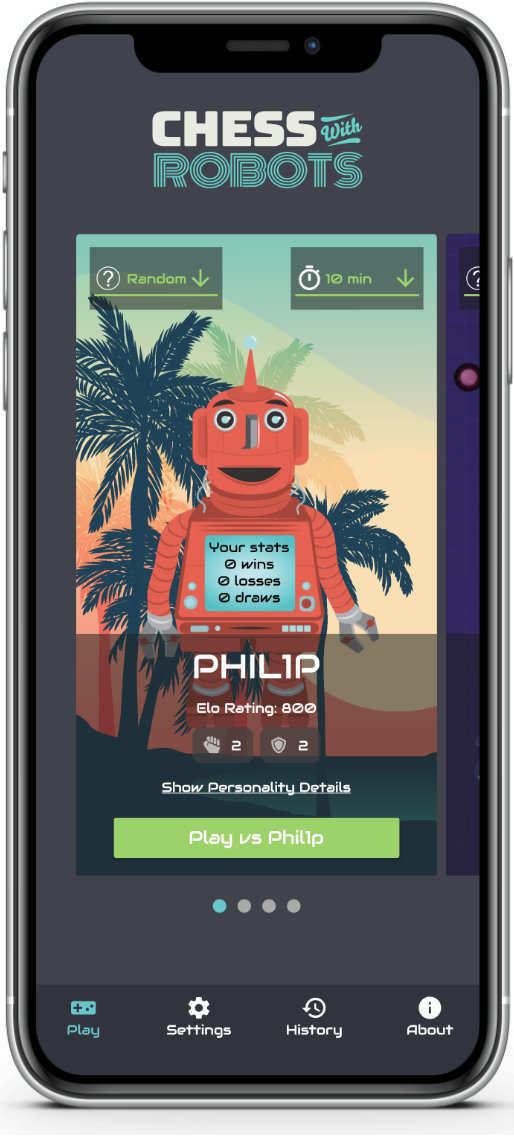 CHESS With
ROBOTS
? Random
10 min
?
Your stats
0 wins
0 losses
0 draws
PHIL1P
Elo Rating: 800
2 2
Show Personality Details
Play vs Phil1p
Play Settings History About